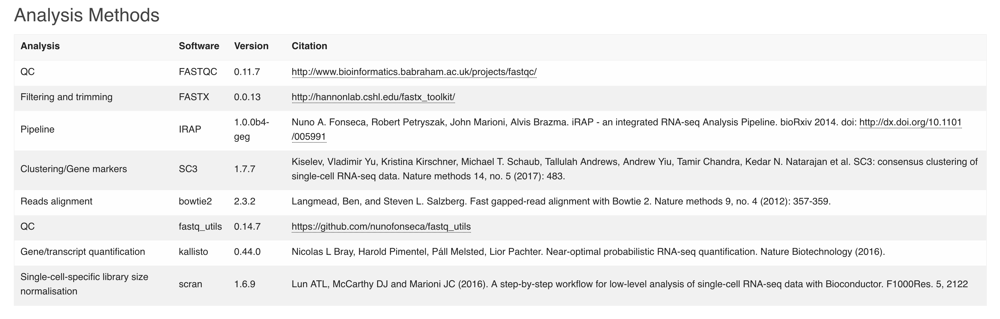 Analysis Methods
Analysis Software Version Citation
QC FASTQC 0.11.7 http://www.bioinformatics.babraham.ac.uk/projects/fastqc/
Filtering and trimming FASTX 0.0.13 http://hannonlab.cshl.edu/fastx_toolkit/
Pipeline IRAP 1.0.0b4-
geg Nuno A. Fonseca, Robert Petryszak, John Marioni, Alvis Brazma. iRAP - an integrated RNA-seq Analysis Pipeline. bioRxiv 2014. doi: http://dx.doi.org/10.1101
/005991
Clustering/Gene markers SC3 1.7.7 Kiselev, Vladimir Yu, Kristina Kirschner, Michael T. Schaub, Tallulah Andrews, Andrew Yiu, Tamir Chandra, Kedar N. Natarajan et al. SC3: consensus clustering of
single-cell RNA-seq data. Nature methods 14, no. 5 (2017): 483.
Reads alignment bowtie2 2.3.2 Langmead, Ben, and Steven L. Salzberg. Fast gapped-read alignment with Bowtie 2. Nature methods 9, no. 4 (2012): 357-359.
QC fastq_utils 0.14.7 https://github.com/nunofonseca/fastq_utils
Gene/transcript quantification kallisto 0.44.0 Nicolas L Bray, Harold Pimentel, Páll Melsted, Lior Pachter. Near-optimal probabilistic RNA-seq quantification. Nature Biotechnology (2016).
Single-cell-specific library size
normalisation scran 1.6.9 Lun ATL, McCarthy DJ and Marioni JC (2016). A step-by-step workflow for low-level analysis of single-cell RNA-seq data with Bioconductor. F1000Res. 5, 2122